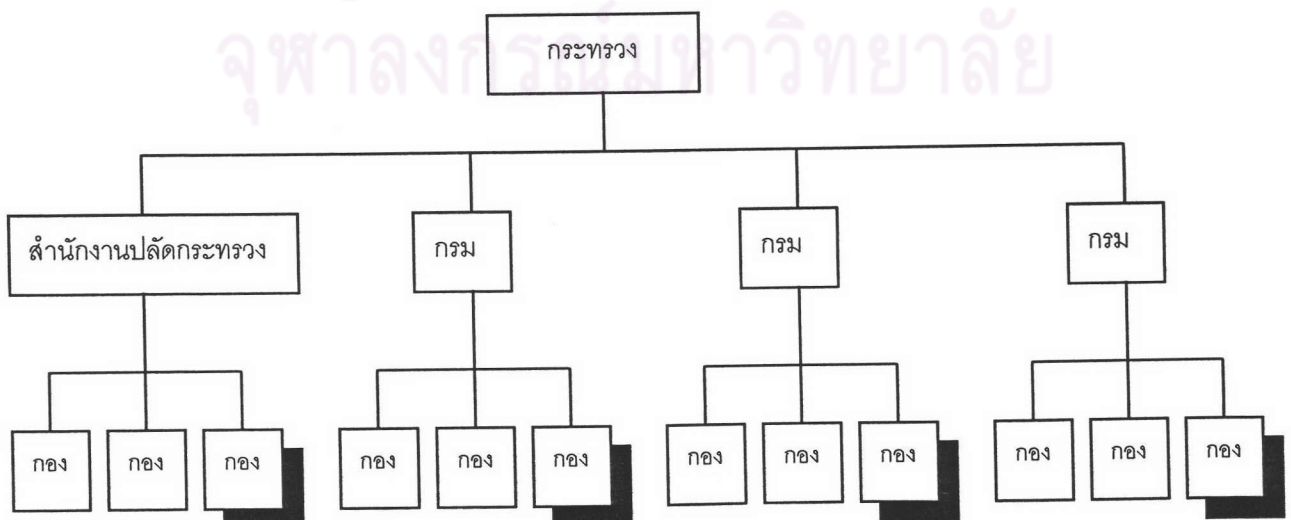 จุฬาลงกรณ์มหาวิทยาลัย
กระทรวง
สำนักงานปลัดกระทรวง กรม กรม กรม
กอง กอง กอง กอง กอง กอง กอง กอง กอง กอง กอง กอง